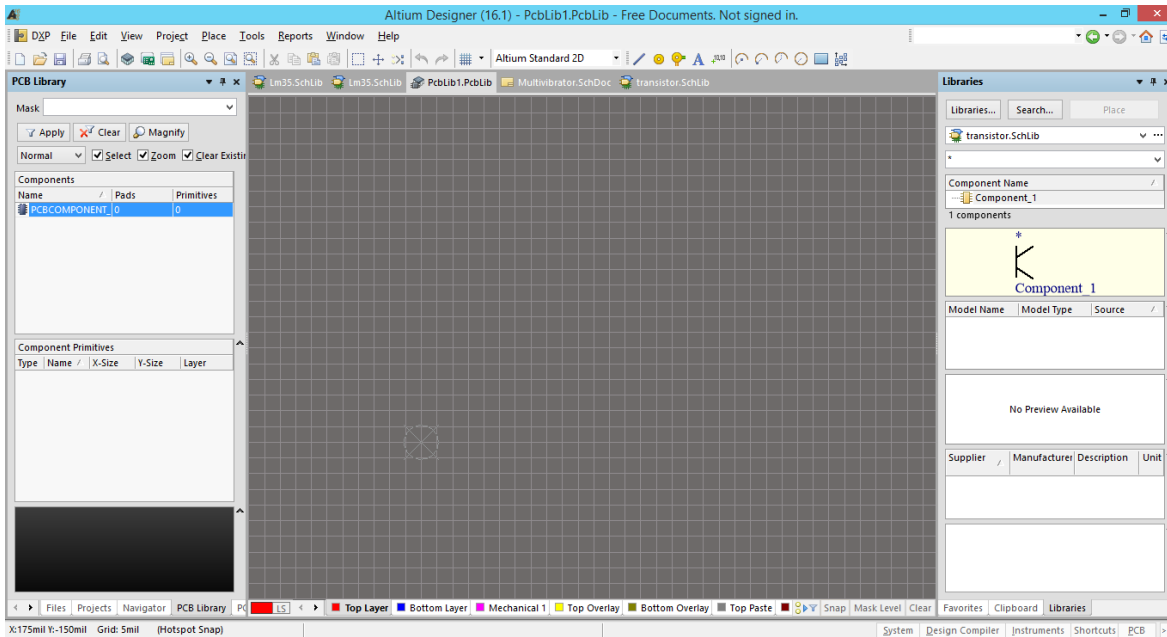 Altium Designer (16.1) - PcbLib1.PcbLib - Free Documents. Not signed in.
DXP File Edit View Project Place Tools Reports Window Help
Altium Standard 2D
PCB Library
Lm35.SchLib Lm35.SchLib PcbLib1.PcbLib Multivibrator.SchDoc transistor.SchLib
Libraries
Mask
Apply Clear Magnify
Normal Select Zoom Clear Existin
Components
Name Pads Primitives
PCBCOMPONENT_ 0 0
Component Primitives
Type Name X-Size Y-Size Layer
Libraries... Search... Place
transistor.SchLib
*
Component Name
Component_1
1 components
*
Component_1
Model Name Model Type Source
No Preview Available
Supplier Manufacturer Description Unit
Files Projects Navigator PCB Library PC
LS Top Layer Bottom Layer Mechanical 1 Top Overlay Bottom Overlay Top Paste Snap Mask Level Clear
Favorites Clipboard Libraries
X:175mil Y:-150mil Grid: 5mil (Hotspot Snap)
System Design Compiler Instruments Shortcuts PCB